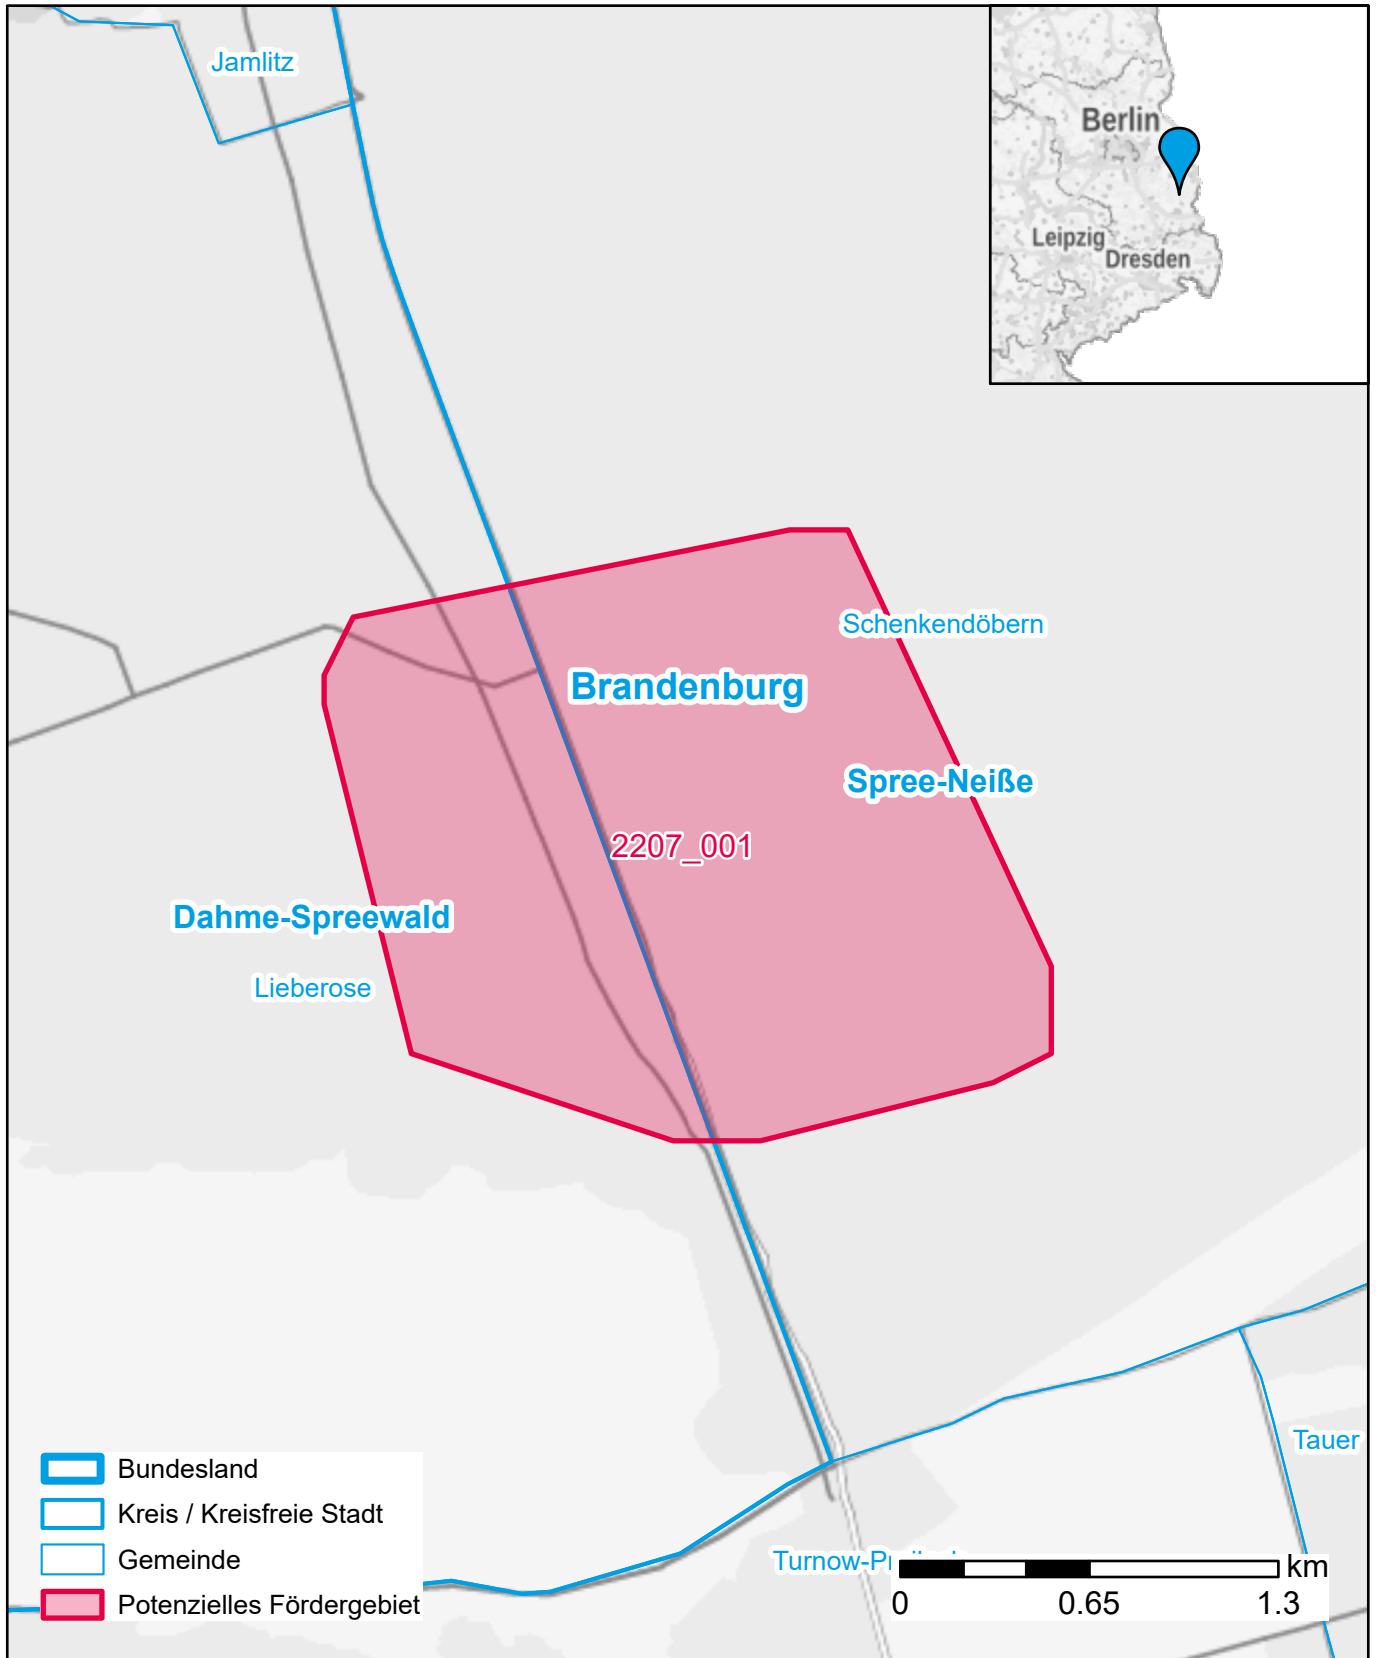 Jamlitz
Berlin
Leipzig
Dresden
Schenkendöbern
Brandenburg
Spree-Neiße
2207_001
Dahme-Spreewald
Lieberose
Tauer
Bundesland
Kreis / Kreisfreie Stadt
Gemeinde
Potenzielles Fördergebiet
km
0 0.65 1.3